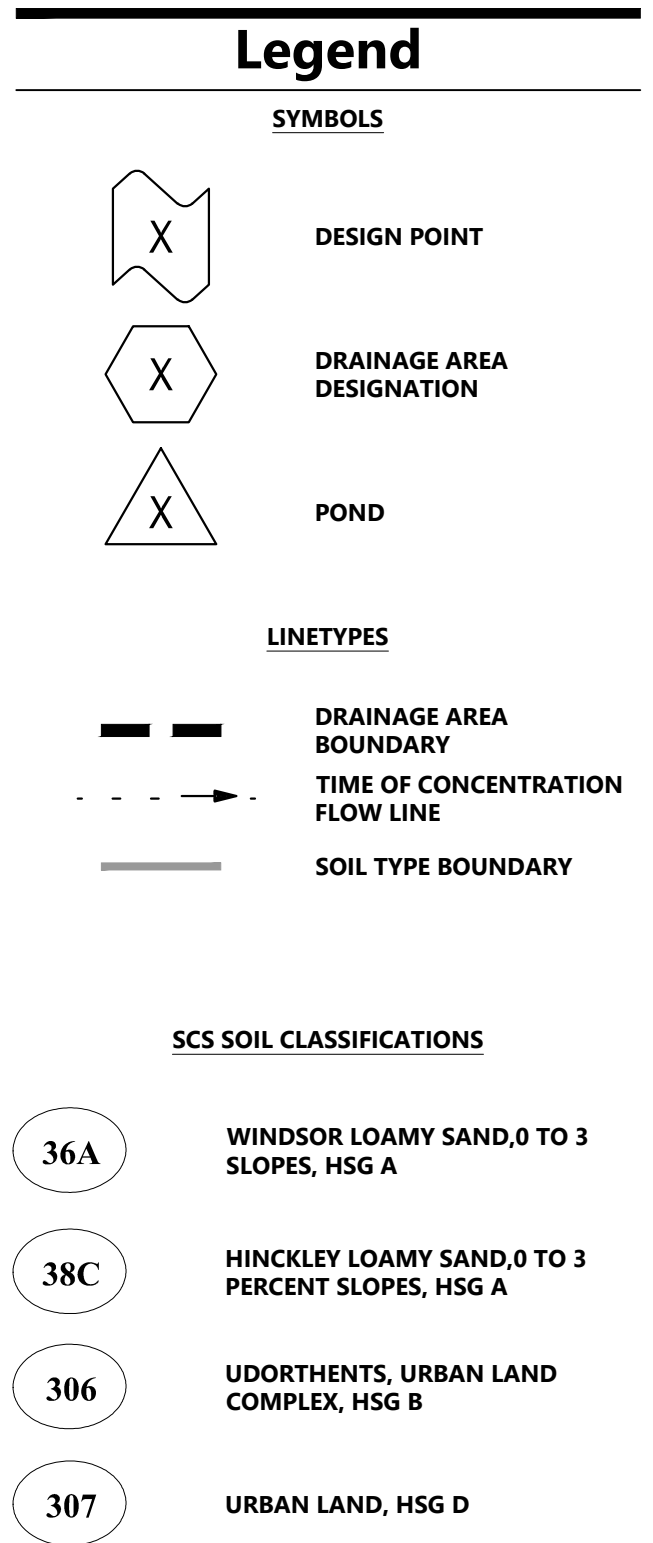 Legend
SYMBOLS
X
DESIGN POINT
X
DRAINAGE AREA
DESIGNATION
X
POND
LINETYPES
DRAINAGE AREA
BOUNDARY
TIME OF CONCENTRATION
FLOW LINE
SOIL TYPE BOUNDARY
SCS SOIL CLASSIFICATIONS
36A
WINDSOR LOAMY SAND,0 TO 3
SLOPES, HSG A
38C
HINCKLEY LOAMY SAND,0 TO 3
PERCENT SLOPES, HSG A
306
UDORTHENTS, URBAN LAND
COMPLEX, HSG B
307
URBAN LAND, HSG D